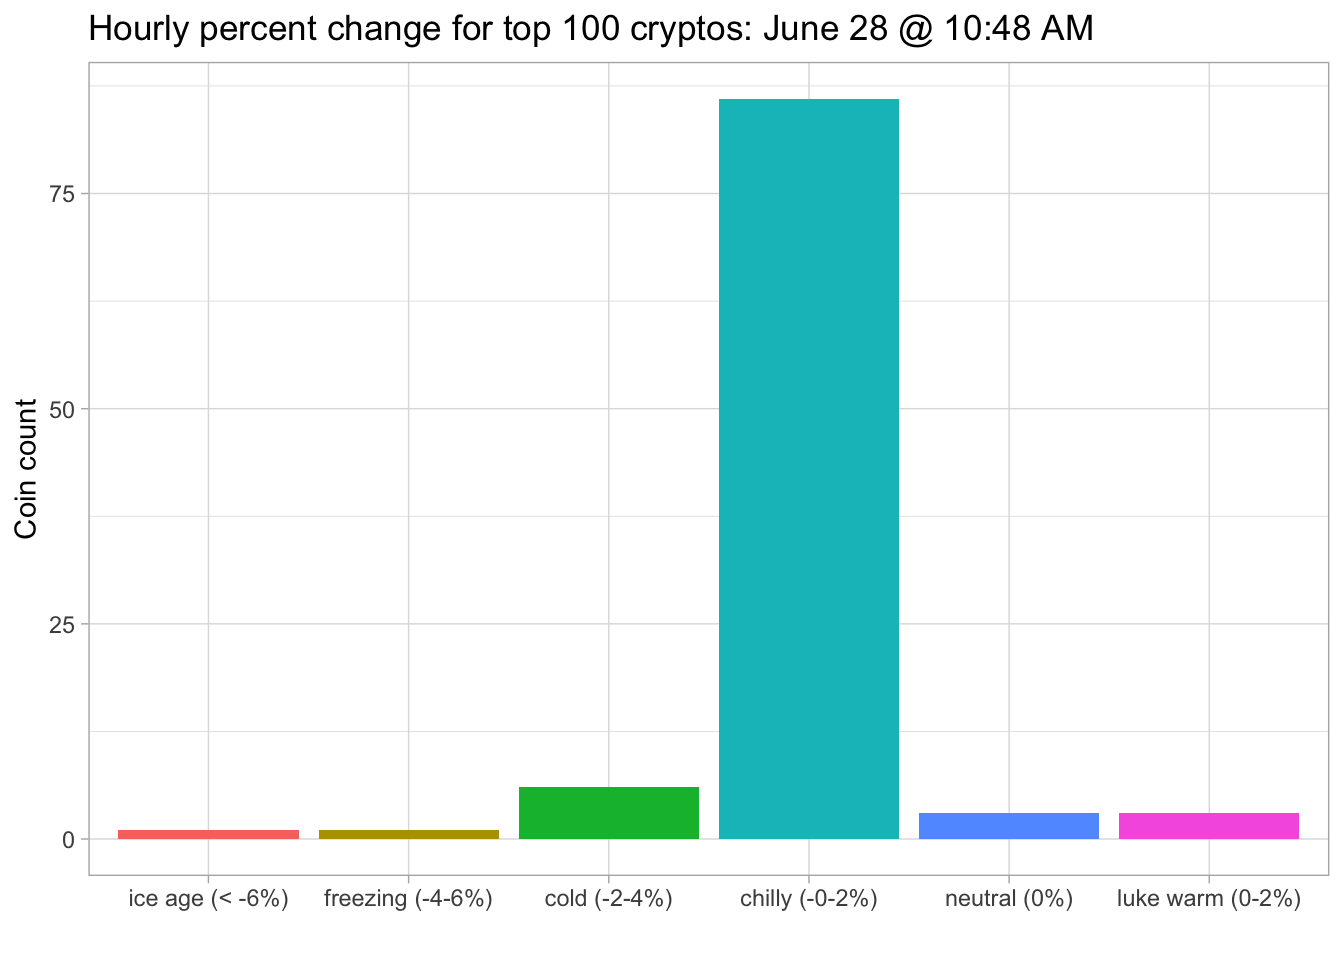 Hourly percent change for top 100 cryptos: June 28 @ 10:48 AM
Coin count
75
50
25
0
ice age (< -6%) freezing (-4-6%) cold (-2-4%) chilly (-0-2%) neutral (0%) luke warm (0-2%)